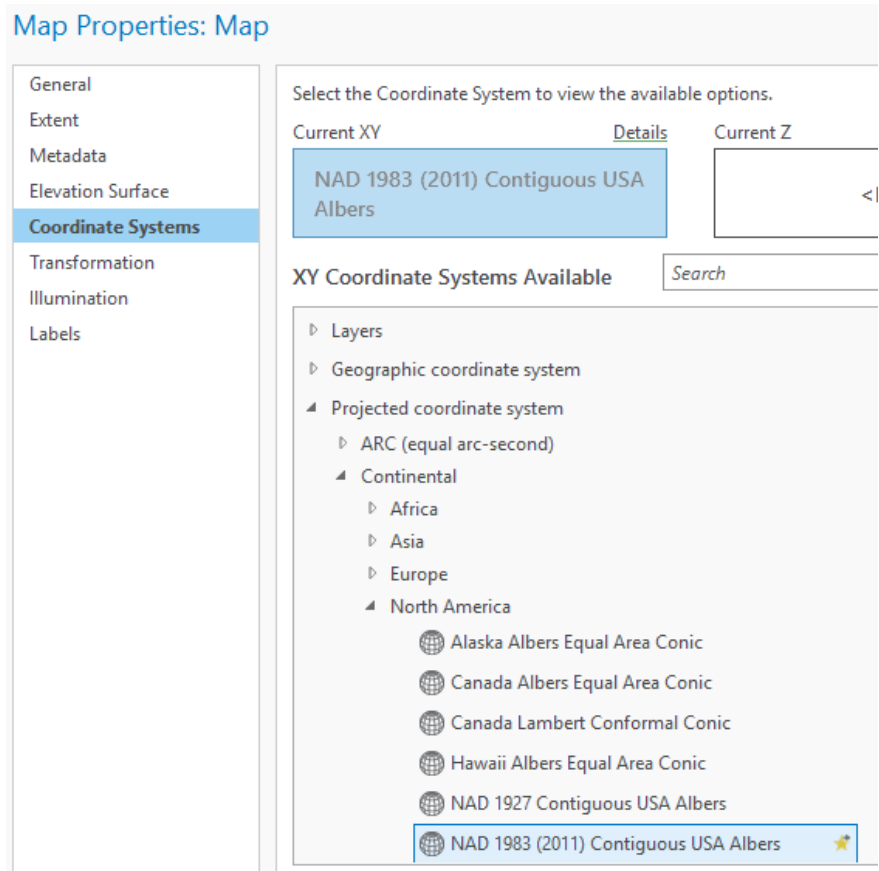 Map Properties: Map
General
Extent
Metadata
Elevation Surface
Coordinate Systems
Transformation
Illumination
Labels
Select the Coordinate System to view the available options.
Current XY
Details
Current Z
NAD 1983 (2011) Contiguous USA
Albers
XY Coordinate Systems Available
Search
Layers
Geographic coordinate system
Projected coordinate system
ARC (equal arc-second)
Continental
Africa
Asia
Europe
North America
Alaska Albers Equal Area Conic
Canada Albers Equal Area Conic
Canada Lambert Conformal Conic
Hawaii Albers Equal Area Conic
NAD 1927 Contiguous USA Albers
NAD 1983 (2011) Contiguous USA Albers